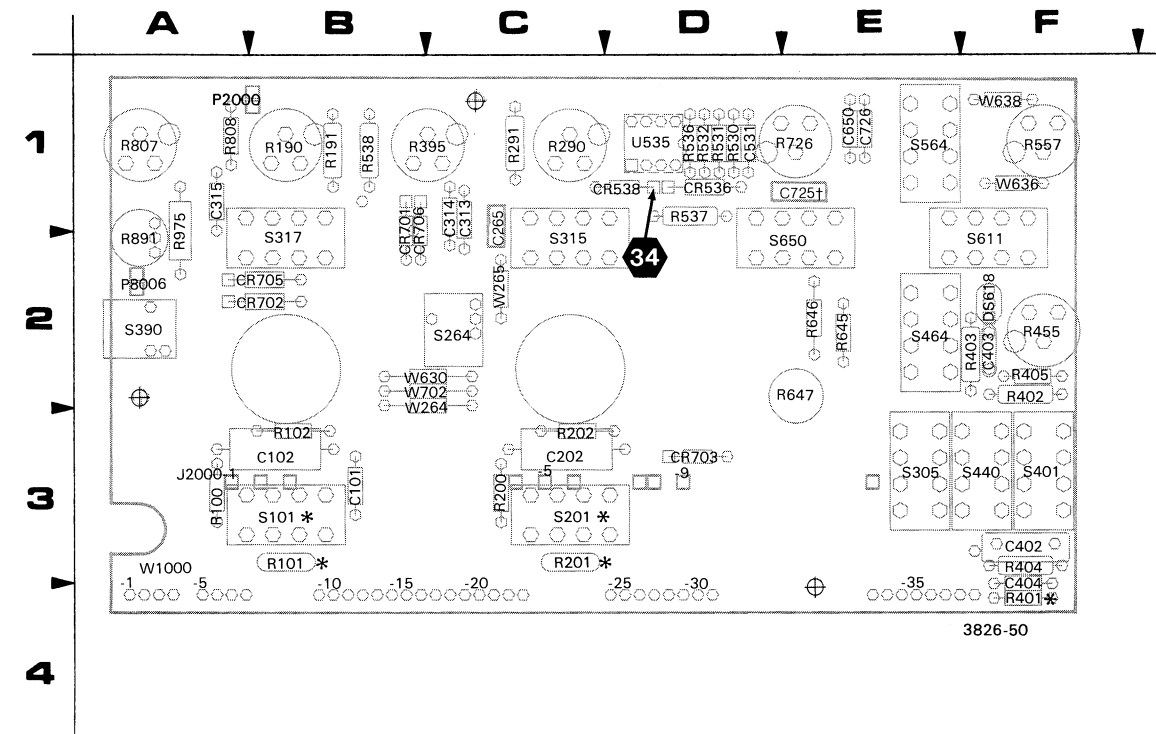 A B C D E F
1
P2000
R807
R808
R190
R191
R538
R395
R291
R290
U535
R536
R532
R531
R530
C531
R726
C650
C726
S564
W638
R557
W636
CR538
CR536
C725†
C315
R975
R891
S317
CR701
CR706
C314
C313
C265
S315
R537
34
S650
S611
2
P8006
CR705
CR702
S390
S264
W265
R646
R645
S464
R403
DS618
C403
R455
R405
R402
W630
W702
W264
R647
3
R102
C102
J2000-1
R100
C101
S101 *
R101 *
R202
C202
-5
R200
S201 *
R201 *
CR703
-9
S305
S440
S401
C402
R404
C404
R401 *
W1000
-1 -5 -10 -15 -20 -25 -30 -35
3826-50
4